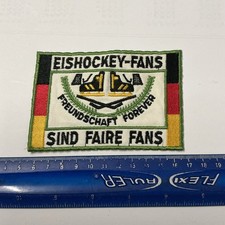 EISHOCKEY-FANS
FREUNDSCHAFT FOREVER
SIND FAIRE FANS
FLEXI RULER